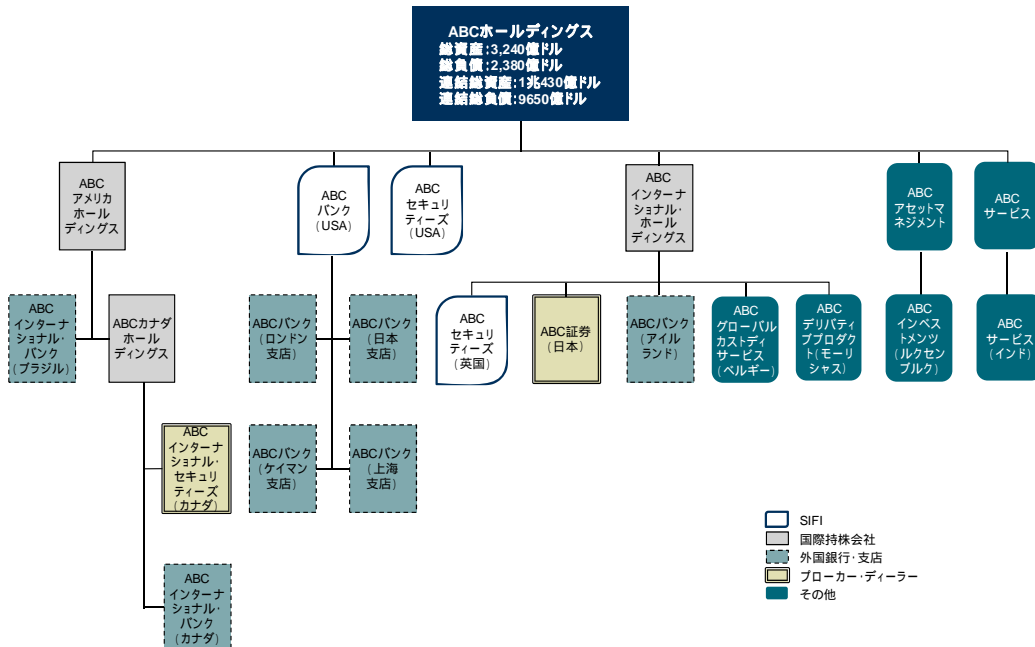 ABCホールディングス
総資産:3,240億ドル
総負債:2,380億ドル
連結総資産:1兆430億ドル
連結総負債:9650億ドル
ABC
アメリカ
ホール
ディングス
ABC
バンク
(USA)
ABC
セキュリ
ティーズ
(USA)
ABC
インターナ
ショナル・
ホール
ディングス
ABC
アセットマ
ネジメント
ABC
サービス
ABC
インターナ
ショナル・
バンク
(ブラジル)
ABCカナダ
ホール
ディングス
ABCバンク
(ロンドン
支店)
ABCバンク
(日本
支店)
ABC
セキュリ
ティーズ
(英国)
ABC証券
(日本)
ABCバンク
(アイル
ランド)
ABC
グローバル
カストディ
サービス
(ベルギー)
ABC
デリバティ
ブプロダク
ト(モーリ
シャス)
ABC
インベス
トメンツ
(ルクセン
ブルク)
ABC
サービス
(インド)
ABC
インターナ
ショナル・
セキュリ
ティーズ
(カナダ)
ABCバンク
(ケイマン
支店)
ABCバンク
(上海
支店)
ABC
インターナ
ショナル・
バンク
(カナダ)
SIFI
国際持株会社
外国銀行・支店
ブローカー・ディーラー
その他